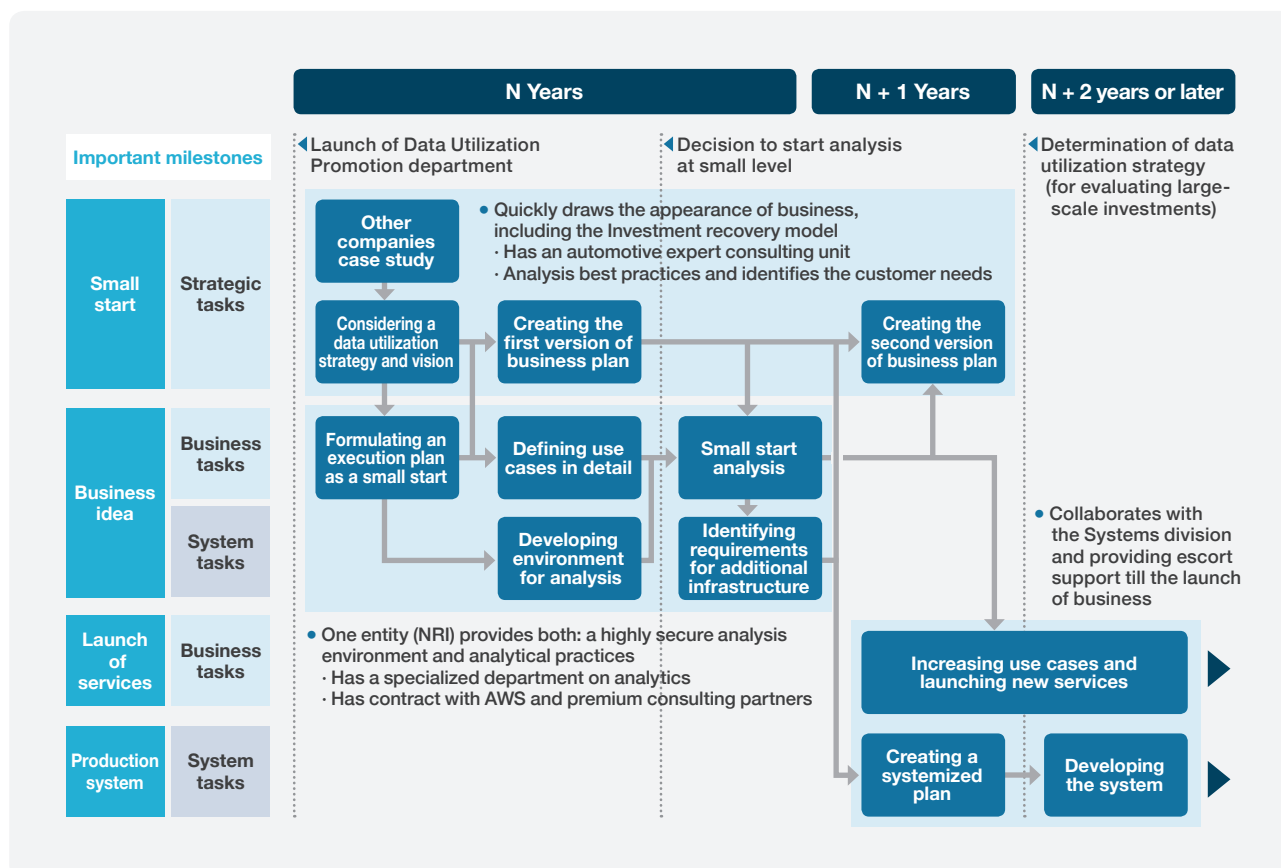 N Years
N + 1 Years
N + 2 years or later
Important milestones
Launch of Data Utilization
Promotion department
Decision to start analysis
at small level
Determination of data
utilization strategy
(for evaluating large-
scale investments)
Small
start
Strategic
tasks
Other
companies
case study
• Quickly draws the appearance of business,
including the Investment recovery model
· Has an automotive expert consulting unit
· Analysis best practices and identifies the customer needs
Considering a
data utilization
strategy and vision
Creating the
first version of
business plan
Creating the
second version
of business plan
Business
idea
Business
tasks
Formulating an
execution plan
as a small start
Defining use
cases in detail
Small start
analysis
System
tasks
Developing
environment
for analysis
Identifying
requirements
for additional
infrastructure
• Collaborates with
the Systems division
and providing escort
support till the launch
of business
Launch
of
services
Business
tasks
• One entity (NRI) provides both: a highly secure analysis
environment and analytical practices
· Has a specialized department on analytics
· Has contract with AWS and premium consulting partners
Increasing use cases and
launching new services
Production
system
System
tasks
Creating a
systemized
plan
Developing
the system